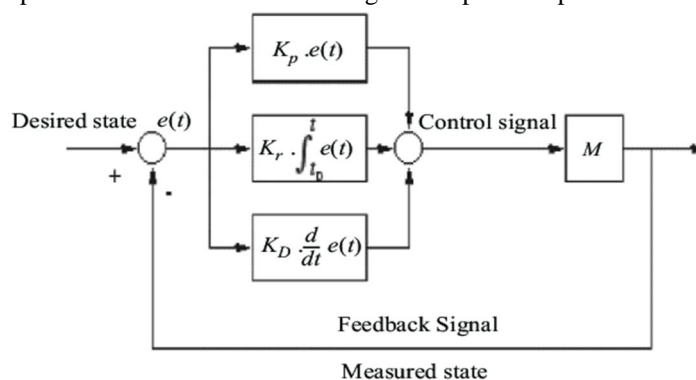 K_p .e(t)
Desired state e(t) Control signal
K_r . ∫_{t_0}^{t} e(t)
M
+
-
K_D . d/dt e(t)
Feedback Signal
Measured state